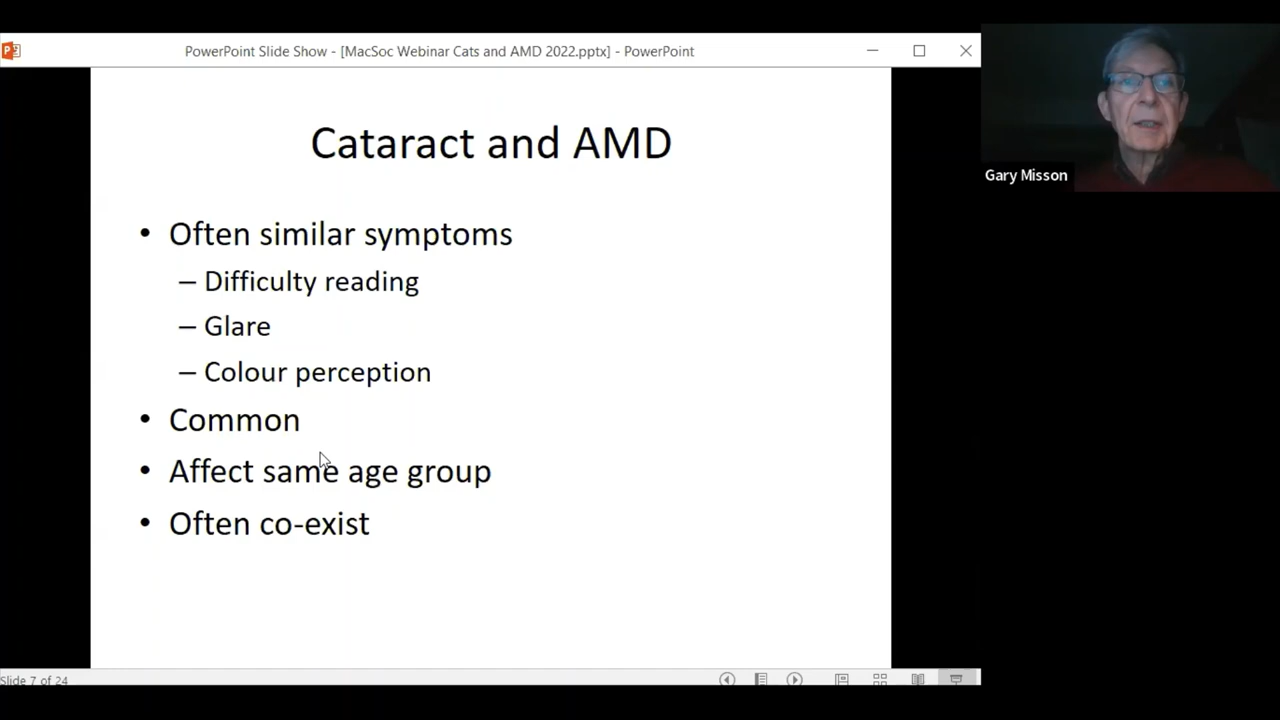 PowerPoint Slide Show - [MacSoc Webinar Cats and AMD 2022.pptx] - PowerPoint
Cataract and AMD
• Often similar symptoms
– Difficulty reading
– Glare
– Colour perception
• Common
• Affect same age group
• Often co-exist
Gary Misson
Slide 7 of 24